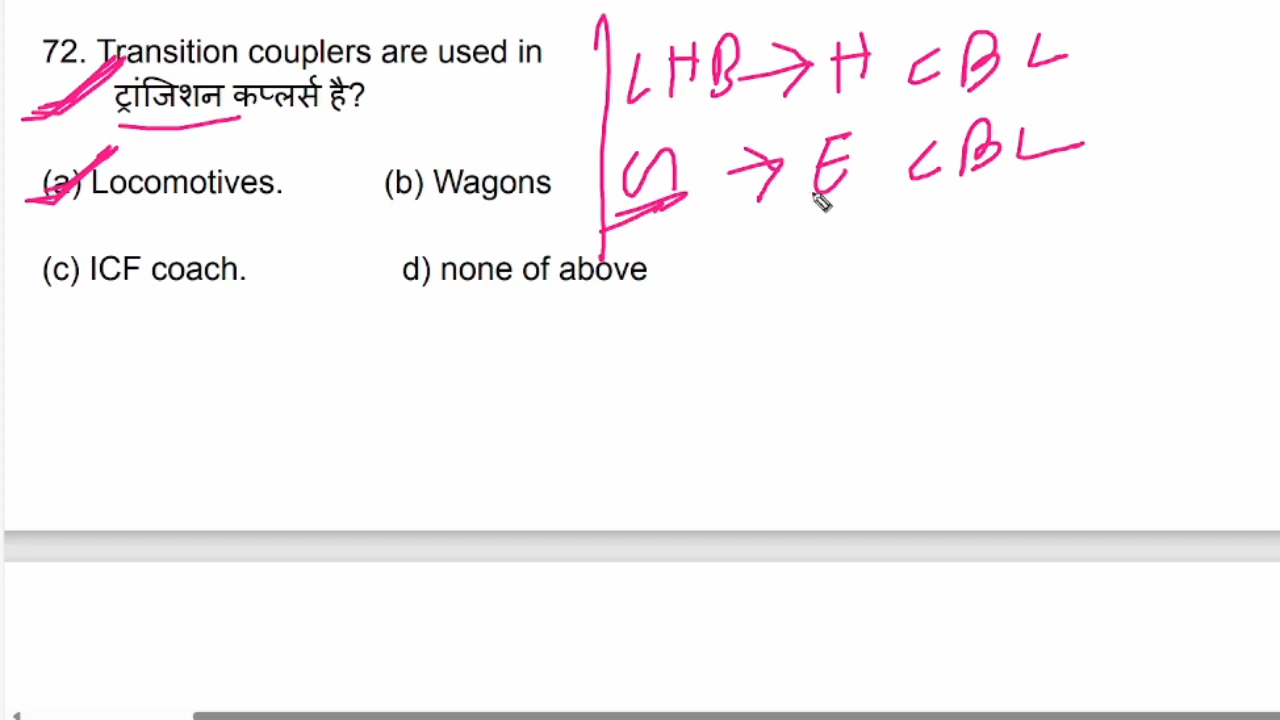 72. Transition couplers are used in
ट्रांजिशन कप्लर्स है?
(a) Locomotives. (b) Wagons
(c) ICF coach. d) none of above
LHB → H CBL
→ E CBL